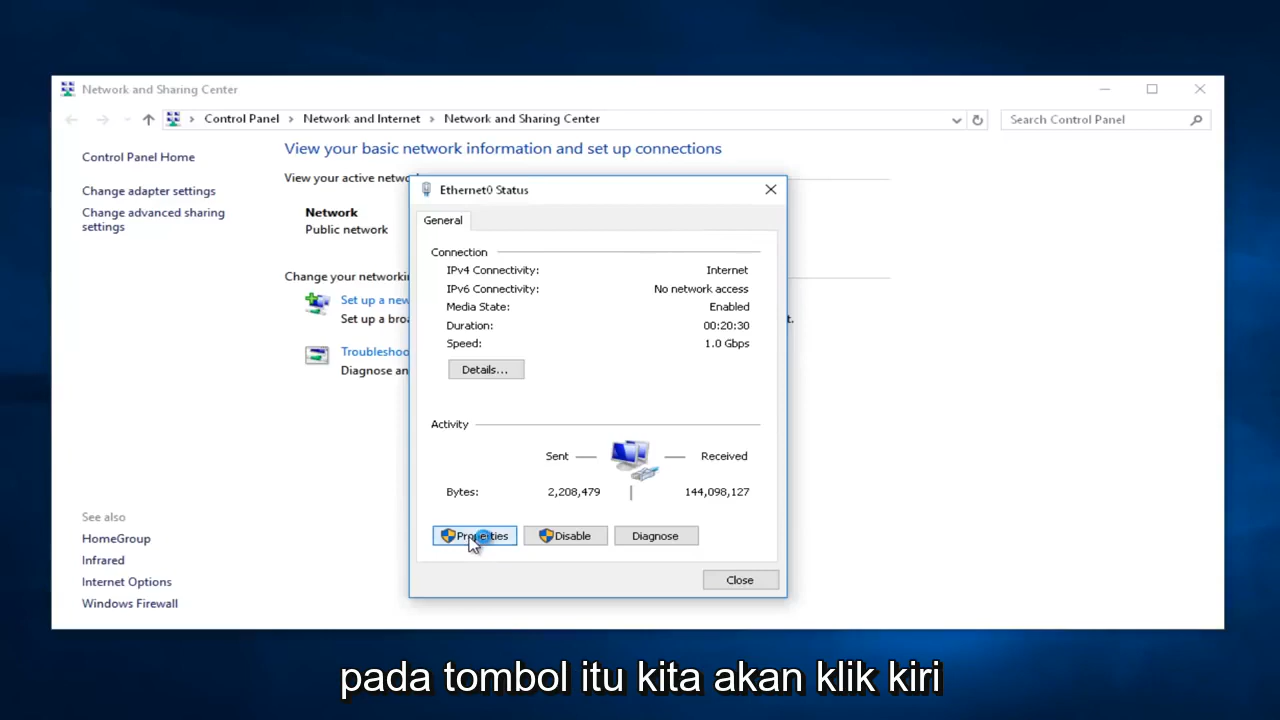 Network and Sharing Center
Control Panel > Network and Internet > Network and Sharing Center
Search Control Panel
Control Panel Home
Change adapter settings
Change advanced sharing
settings
View your basic network information and set up connections
View your active netwo
Network
Public network
Change your networkin
Set up a new
Set up a broa
t.
Troubleshoo
Diagnose an
Ethernet0 Status
General
Connection
IPv4 Connectivity: Internet
IPv6 Connectivity: No network access
Media State: Enabled
Duration: 00:20:30
Speed: 1.0 Gbps
Details...
Activity
Sent Received
Bytes: 2,208,479 144,098,127
Properties Disable Diagnose
Close
See also
HomeGroup
Infrared
Internet Options
Windows Firewall
pada tombol itu kita akan klik kiri